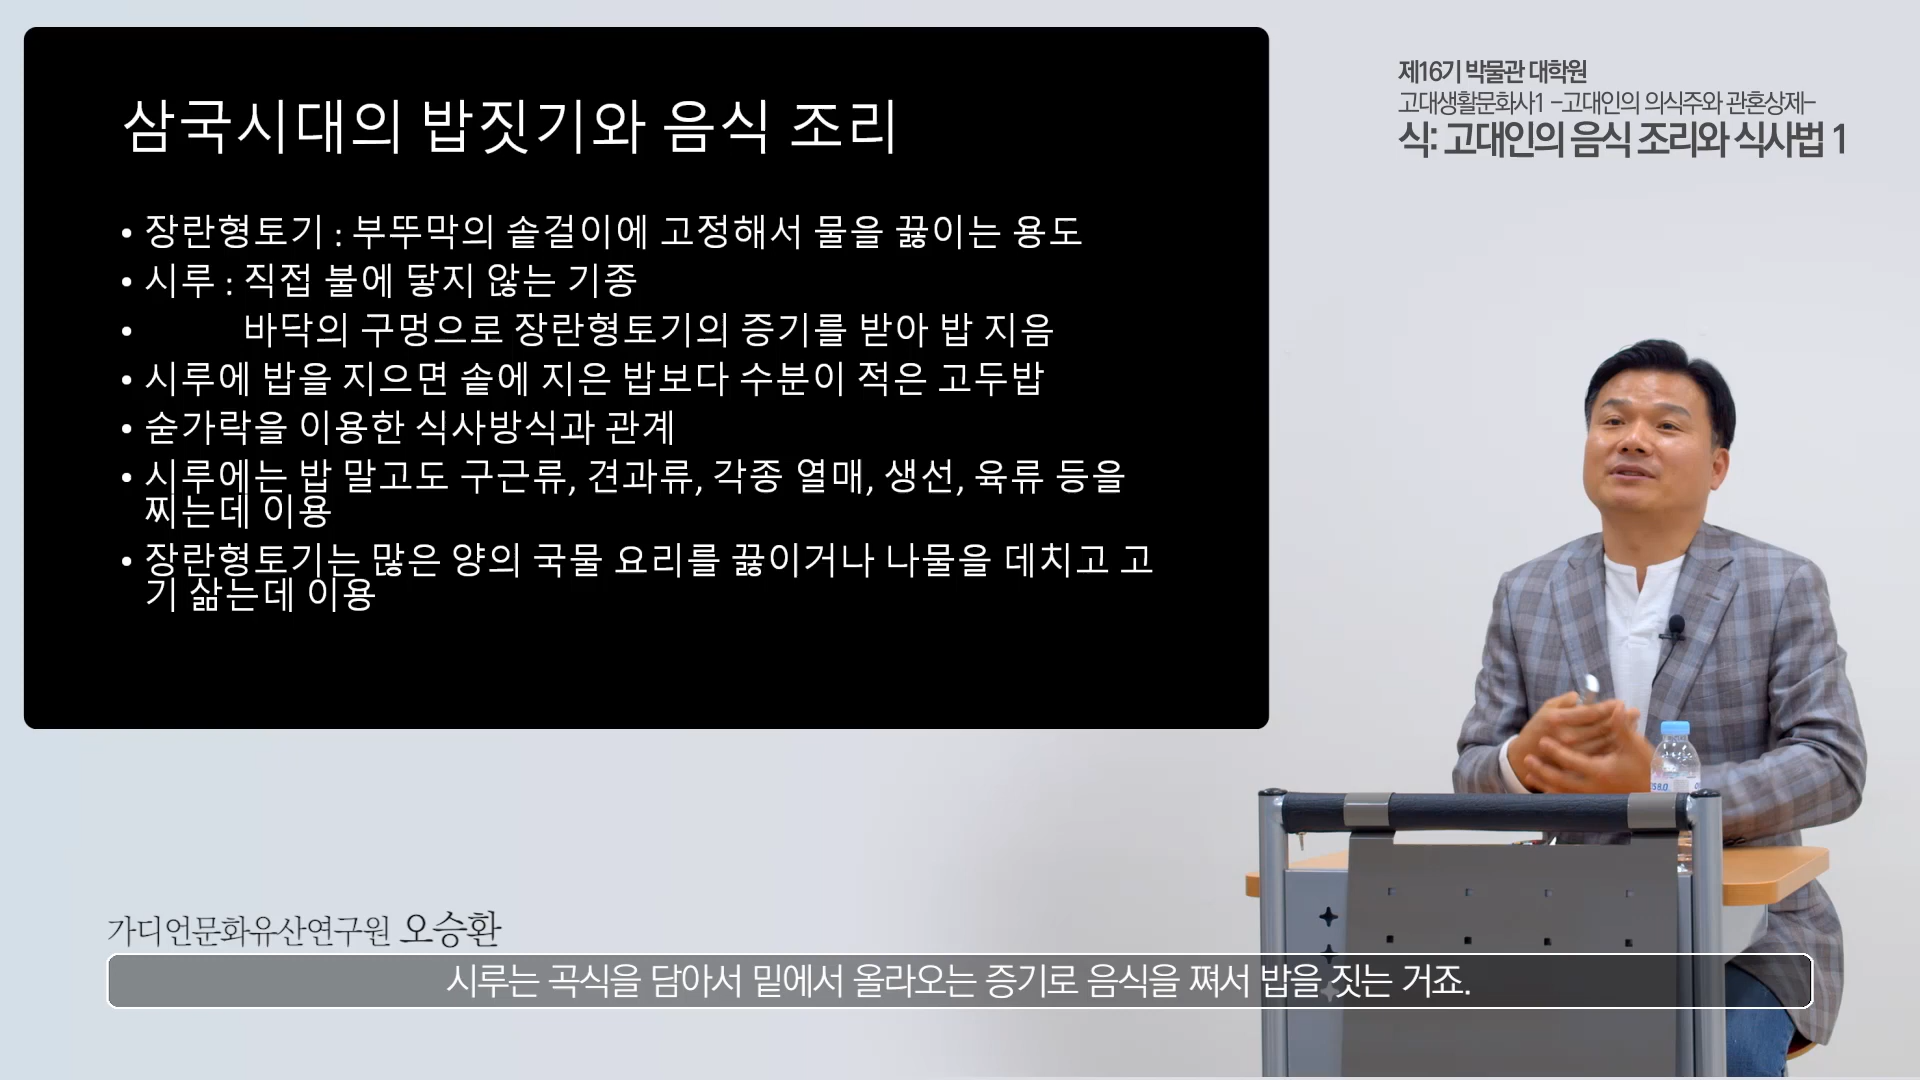 삼국시대의 밥짓기와 음식 조리
• 장란형토기 : 부뚜막의 솥걸이에 고정해서 물을 끓이는 용도
• 시루 : 직접 불에 닿지 않는 기종
• 바닥의 구멍으로 장란형토기의 증기를 받아 밥 지음
• 시루에 밥을 지으면 솥에 지은 밥보다 수분이 적은 고두밥
• 숟가락을 이용한 식사방식과 관계
• 시루에는 밥 말고도 구근류, 견과류, 각종 열매, 생선, 육류 등을
찌는데 이용
• 장란형토기는 많은 양의 국물 요리를 끓이거나 나물을 데치고 고
기 삶는데 이용
제16기 박물관 대학원
고대생활문화사1 -고대인의 의식주와 관혼상제-
식: 고대인의 음식 조리와 식사법 1
가디언문화유산연구원 오승환
시루는 곡식을 담아서 밑에서 올라오는 증기로 음식을 쪄서 밥을 짓는 거죠.